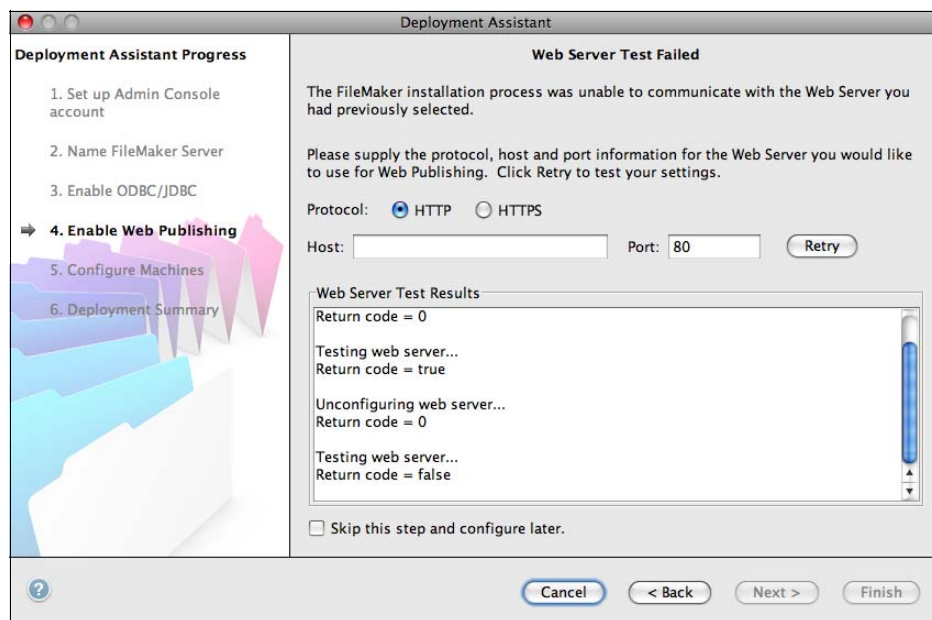 Deployment Assistant
Deployment Assistant Progress
1. Set up Admin Console
account
2. Name FileMaker Server
3. Enable ODBC/JDBC
4. Enable Web Publishing
5. Configure Machines
6. Deployment Summary
Web Server Test Failed
The FileMaker installation process was unable to communicate with the Web Server you
had previously selected.
Please supply the protocol, host and port information for the Web Server you would like
to use for Web Publishing. Click Retry to test your settings.
Protocol: HTTP HTTPS
Host: Port: 80 Retry
Web Server Test Results
Return code = 0
Testing web server...
Return code = true
Unconfiguring web server...
Return code = 0
Testing web server...
Return code = false
Skip this step and configure later.
? Cancel < Back Next > Finish